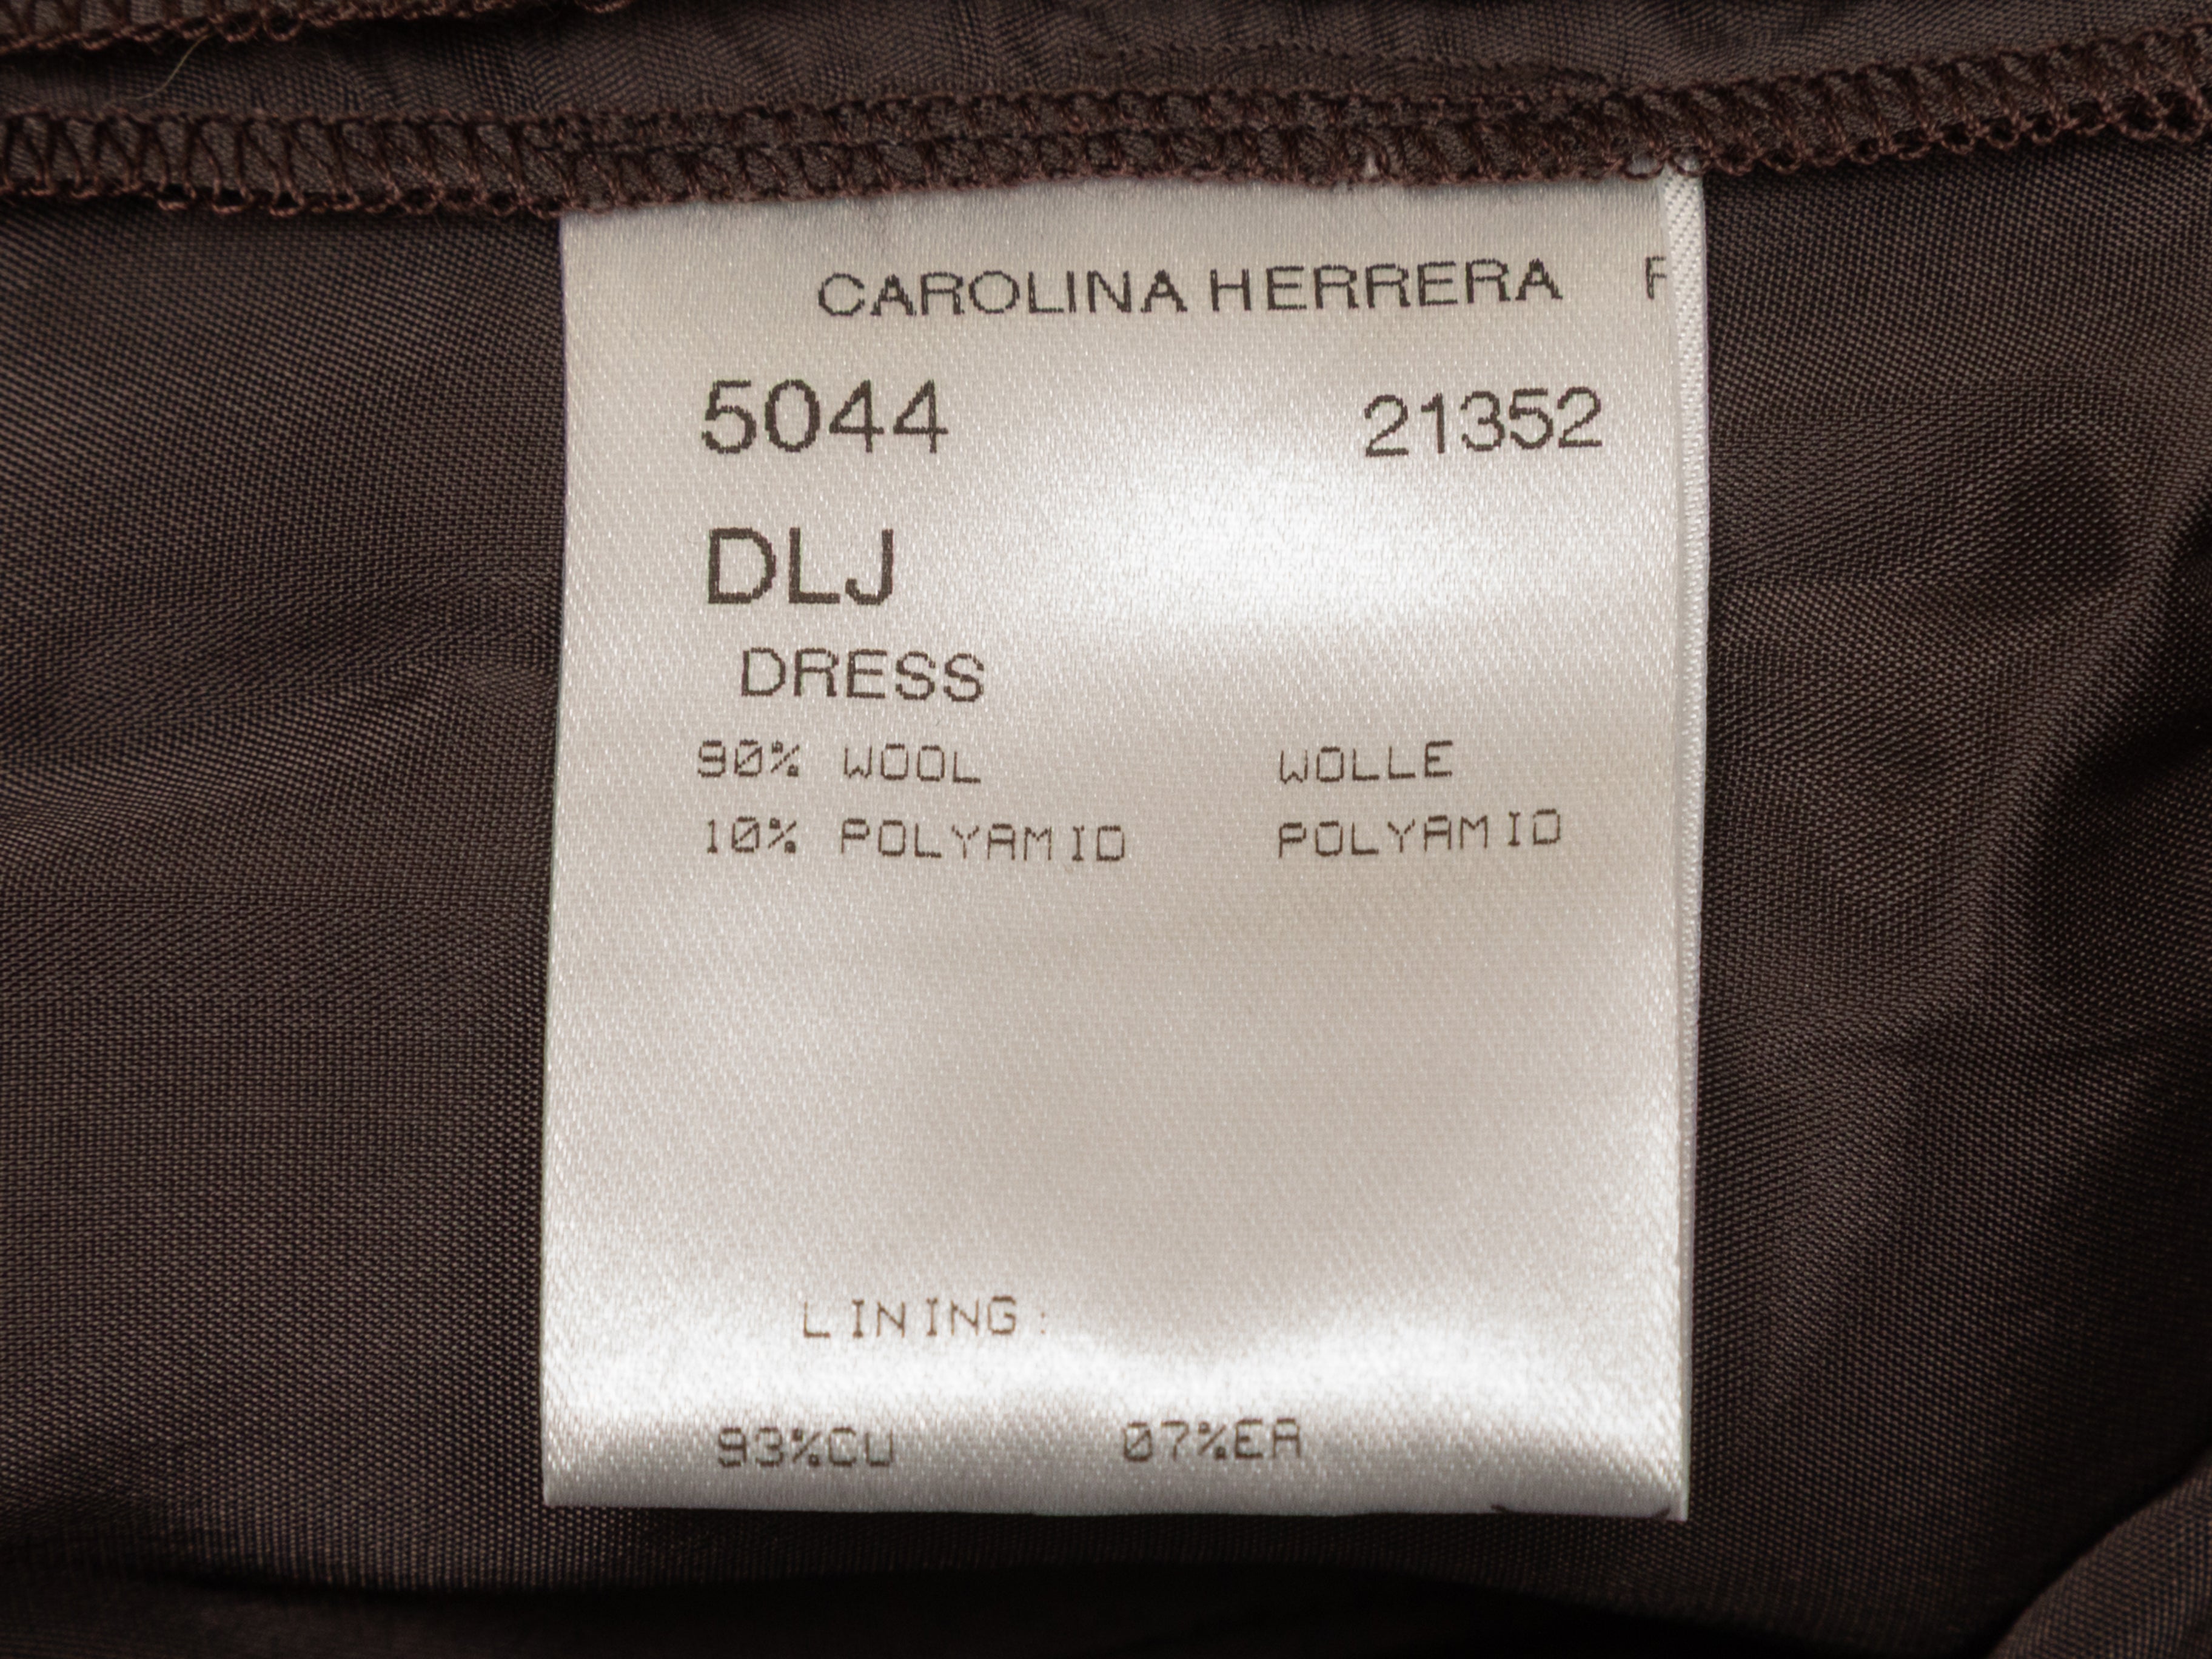 CAROLINA HERRERA
5044 21352
DLJ
DRESS
90% WOOL WOLLE
10% POLYAMID POLYAMID
LINING:
93%CU 07%EA